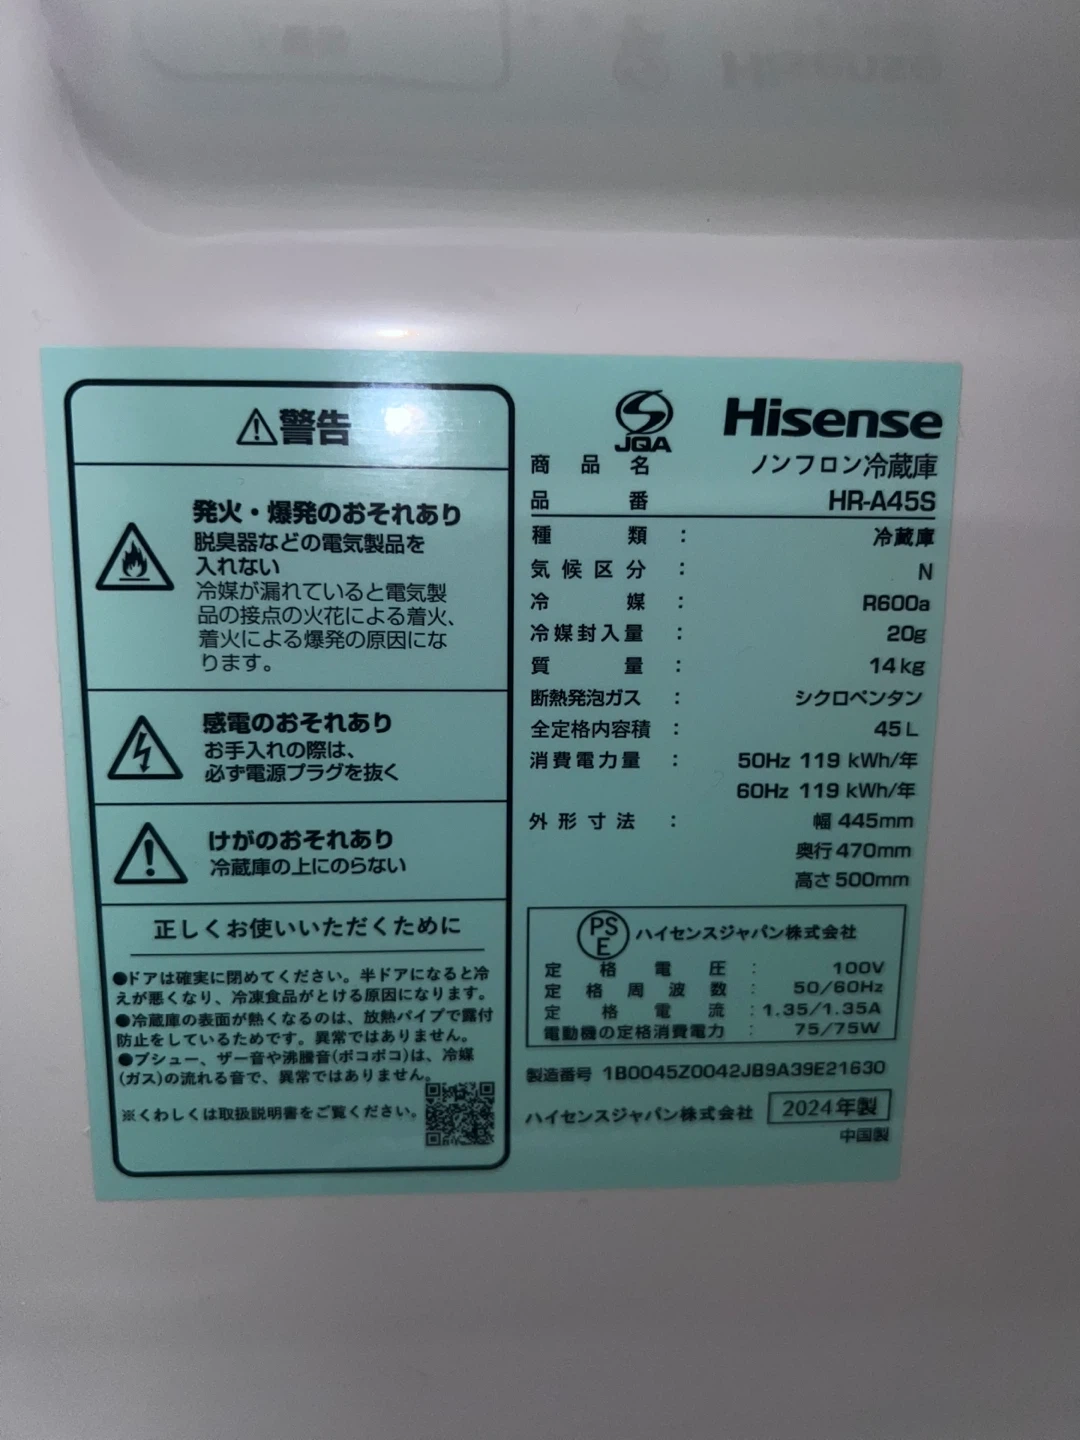 警告
発火・爆発のおそれあり
脱臭器などの電気製品を
入れない
冷媒が漏れていると電気製
品の接点の火花による着火、
着火による爆発の原因にな
ります。
感電のおそれあり
お手入れの際は、
必ず電源プラグを抜く
けがのおそれあり
冷蔵庫の上にのらない
正しくお使いいただくために
●ドアは確実に閉めてください。半ドアになると冷
えが悪くなり、冷凍食品がとける原因になります。
●冷蔵庫の表面が熱くなるのは、放熱パイプで露付
防止をしているためです。異常ではありません。
●プシュー、ザー音や沸騰音(ポコポコ)は、冷媒
(ガス)の流れる音で、異常ではありません。
※くわしくは取扱説明書をご覧ください。
JQA
Hisense
商品名 ノンフロン冷蔵庫
品番 HR-A45S
種類 : 冷蔵庫
気候区分 : N
冷媒 : R600a
冷媒封入量 : 20g
質量 : 14kg
断熱発泡ガス : シクロペンタン
全定格内容積 : 45L
消費電力量 : 50Hz 119 kWh/年
60Hz 119 kWh/年
外形寸法 : 幅 445mm
奥行 470mm
高さ 500mm
PS
E
ハイセンスジャパン株式会社
定格電圧 : 100V
定格周波数 : 50/60Hz
定格電流 : 1.35/1.35A
電動機の定格消費電力 : 75/75W
製造番号 1B0045Z0042JB9A39E21630
ハイセンスジャパン株式会社 2024年製
中国製